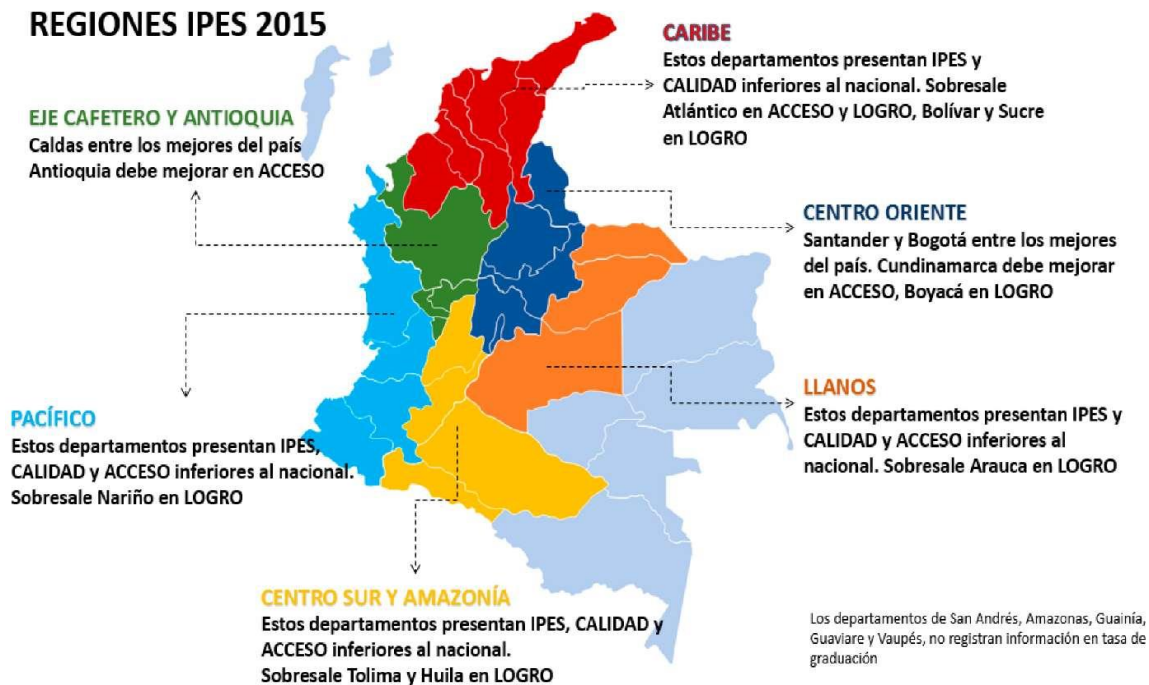 REGIONES IPES 2015
CARIBE
Estos departamentos presentan IPES y
CALIDAD inferiores al nacional. Sobresale
Atlántico en ACCESO y LOGRO, Bolívar y Sucre
en LOGRO
EJE CAFETERO Y ANTIOQUIA
Caldas entre los mejores del país
Antioquia debe mejorar en ACCESO
CENTRO ORIENTE
Santander y Bogotá entre los mejores
del país. Cundinamarca debe mejorar
en ACCESO, Boyacá en LOGRO
LLANOS
Estos departamentos presentan IPES y
CALIDAD y ACCESO inferiores al
nacional. Sobresale Arauca en LOGRO
PACÍFICO
Estos departamentos presentan IPES,
CALIDAD y ACCESO inferiores al nacional.
Sobresale Nariño en LOGRO
CENTRO SUR Y AMAZONÍA
Estos departamentos presentan IPES, CALIDAD y
ACCESO inferiores al nacional.
Sobresale Tolima y Huila en LOGRO
Los departamentos de San Andrés, Amazonas, Guainía,
Guaviare y Vaupés, no registran información en tasa de
graduación